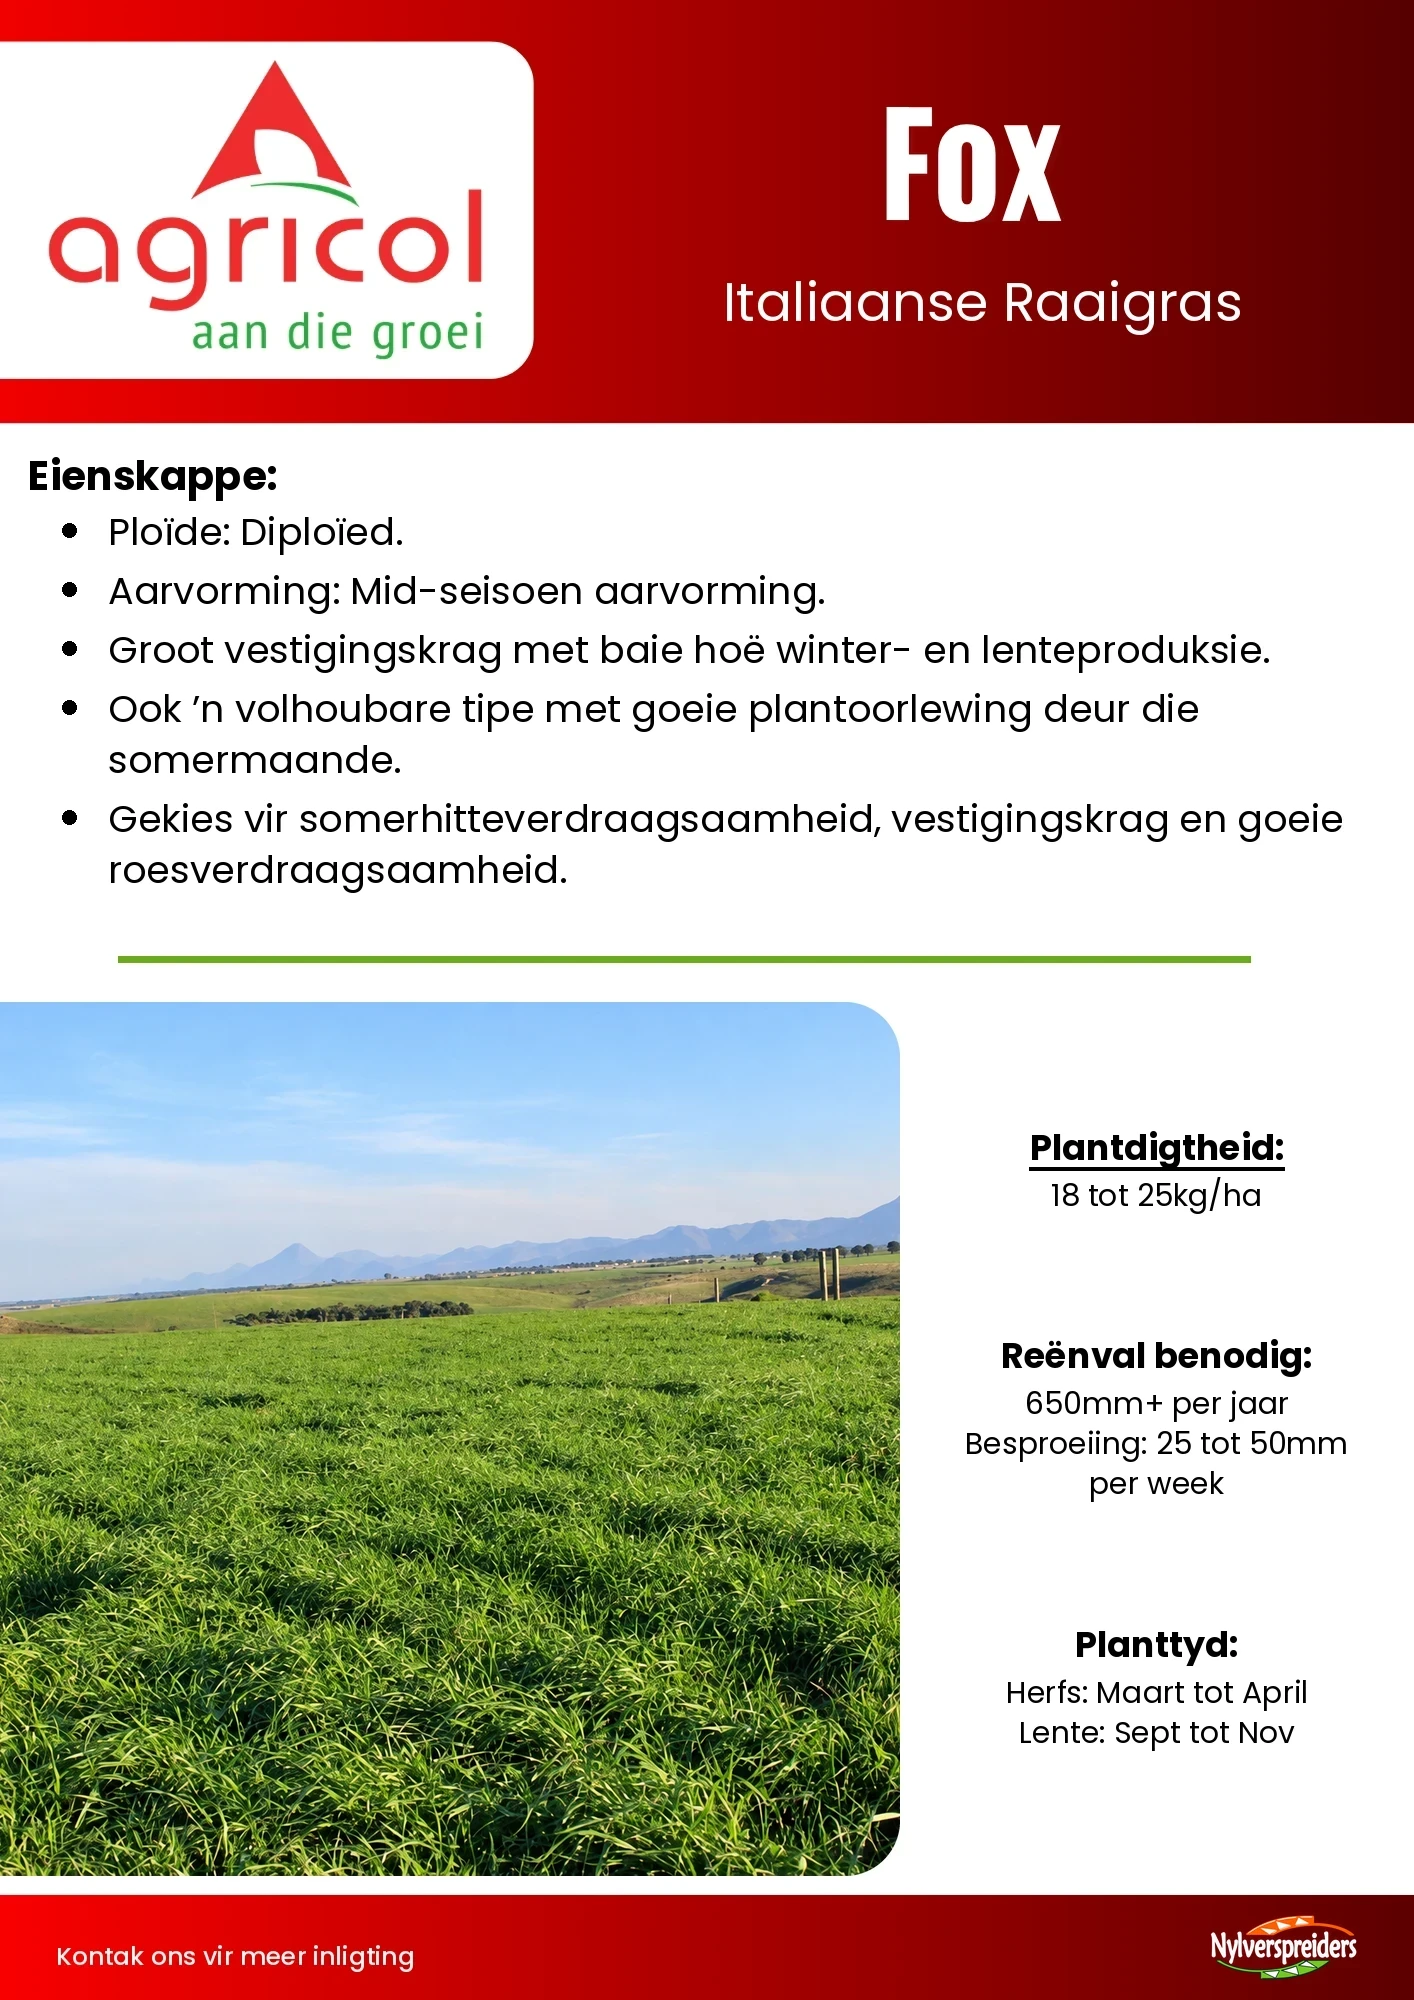 agricol
aan die groei
Fox
Italiaanse Raaigras
Eienskappe:
• Ploïde: Diploïed.
• Aarvorming: Mid-seisoen aarvorming.
• Groot vestigingskrag met baie hoë winter- en lenteproduksie.
• Ook ’n volhoubare tipe met goeie plantoorlewing deur die
somermaande.
• Gekies vir somerhitteverdraagsaamheid, vestigingskrag en goeie
roesverdraagsaamheid.
Plantdigtheid:
18 tot 25kg/ha
Reënval benodig:
650mm+ per jaar
Besproeiing: 25 tot 50mm
per week
Planttyd:
Herfs: Maart tot April
Lente: Sept tot Nov
Kontak ons vir meer inligting
Nylverspreiders